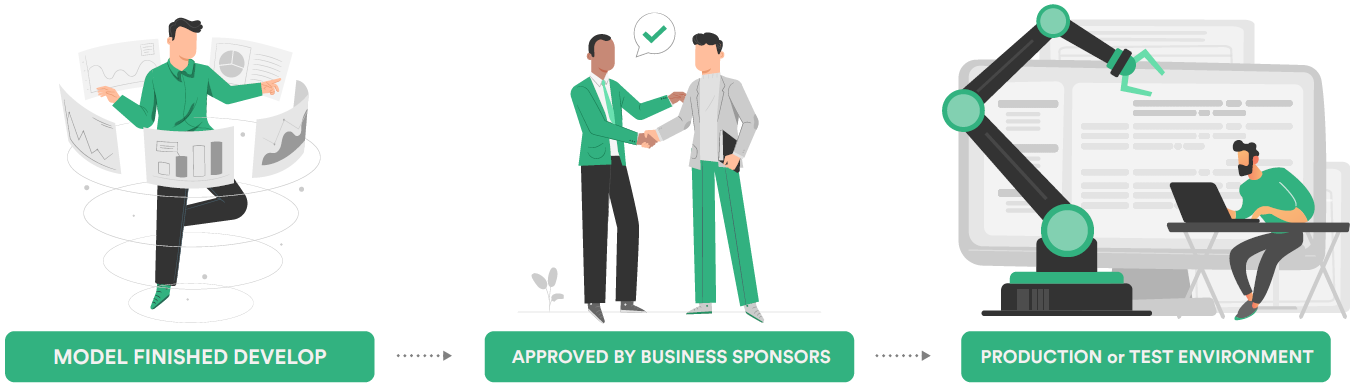 MODEL FINISHED DEVELOP
APPROVED BY BUSINESS SPONSORS
PRODUCTION or TEST ENVIRONMENT